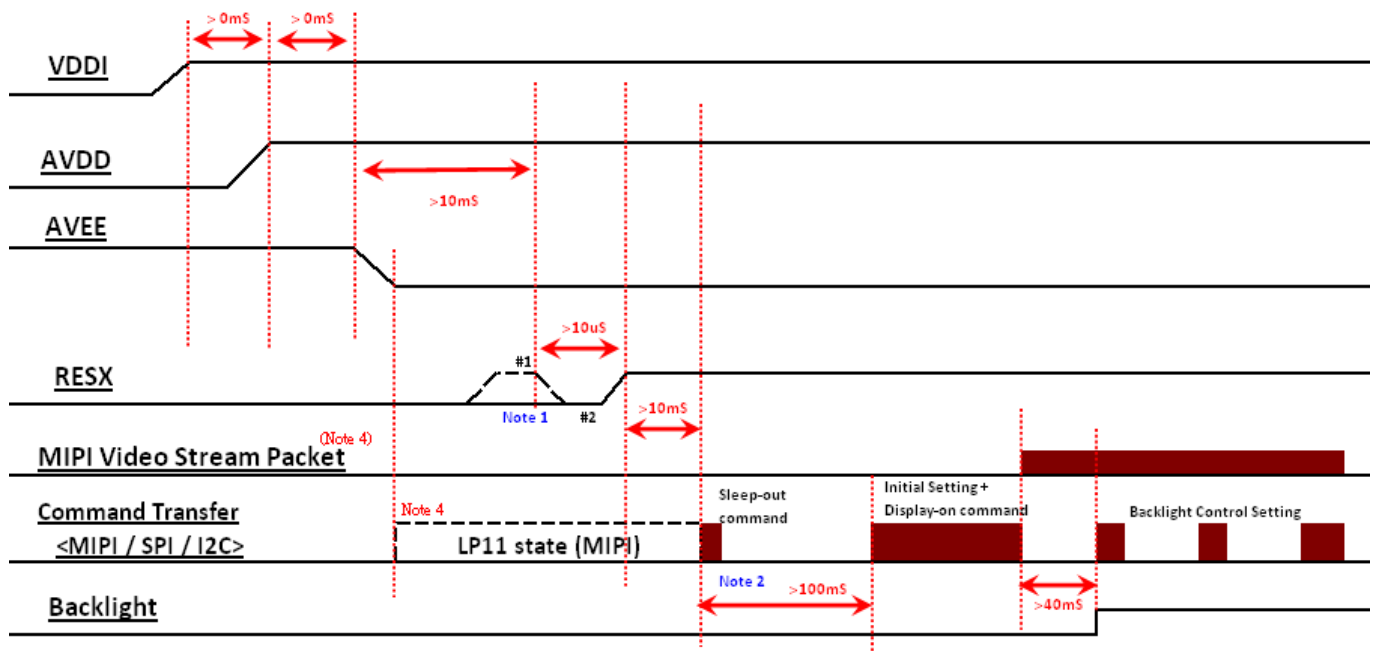 > 0mS
> 0mS
VDDI
AVDD
>10mS
AVEE
>10uS
#1
RESX
Note 1
#2
>10mS
(Note 4)
MIPI Video Stream Packet
Command Transfer
<MIPI / SPI / I2C>
Note 4
LP11 state (MIPI)
Sleep-out
command
Initial Setting +
Display-on command
Backlight Control Setting
Note 2
>100mS
>40mS
Backlight